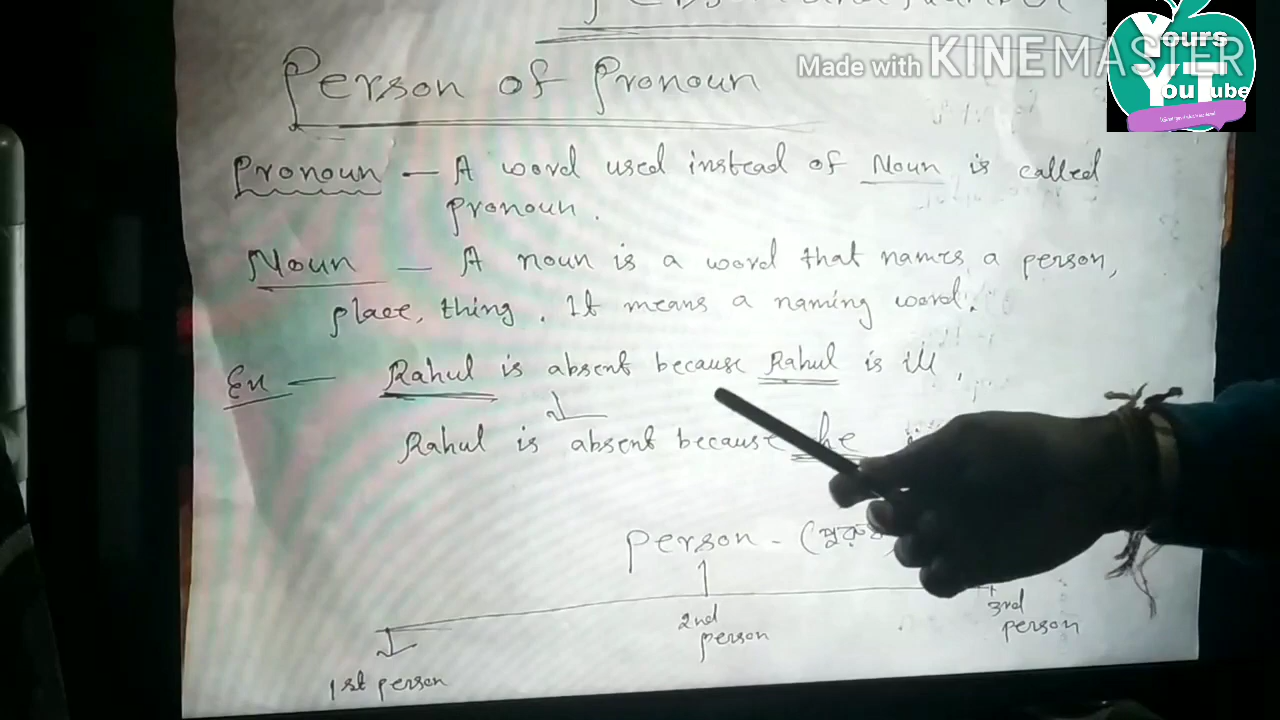 Made with KINEMASTER
Yours
YT
YouTube
Person of Pronoun
Pronoun — A word used instead of Noun is called
pronoun.
Noun — A noun is a word that names a person,
place, thing. It means a naming word.
Ex — Rahul is absent because Rahul is ill.
Rahul is absent because he
person - (পুরুষ
2nd
person
3rd
person
1st person